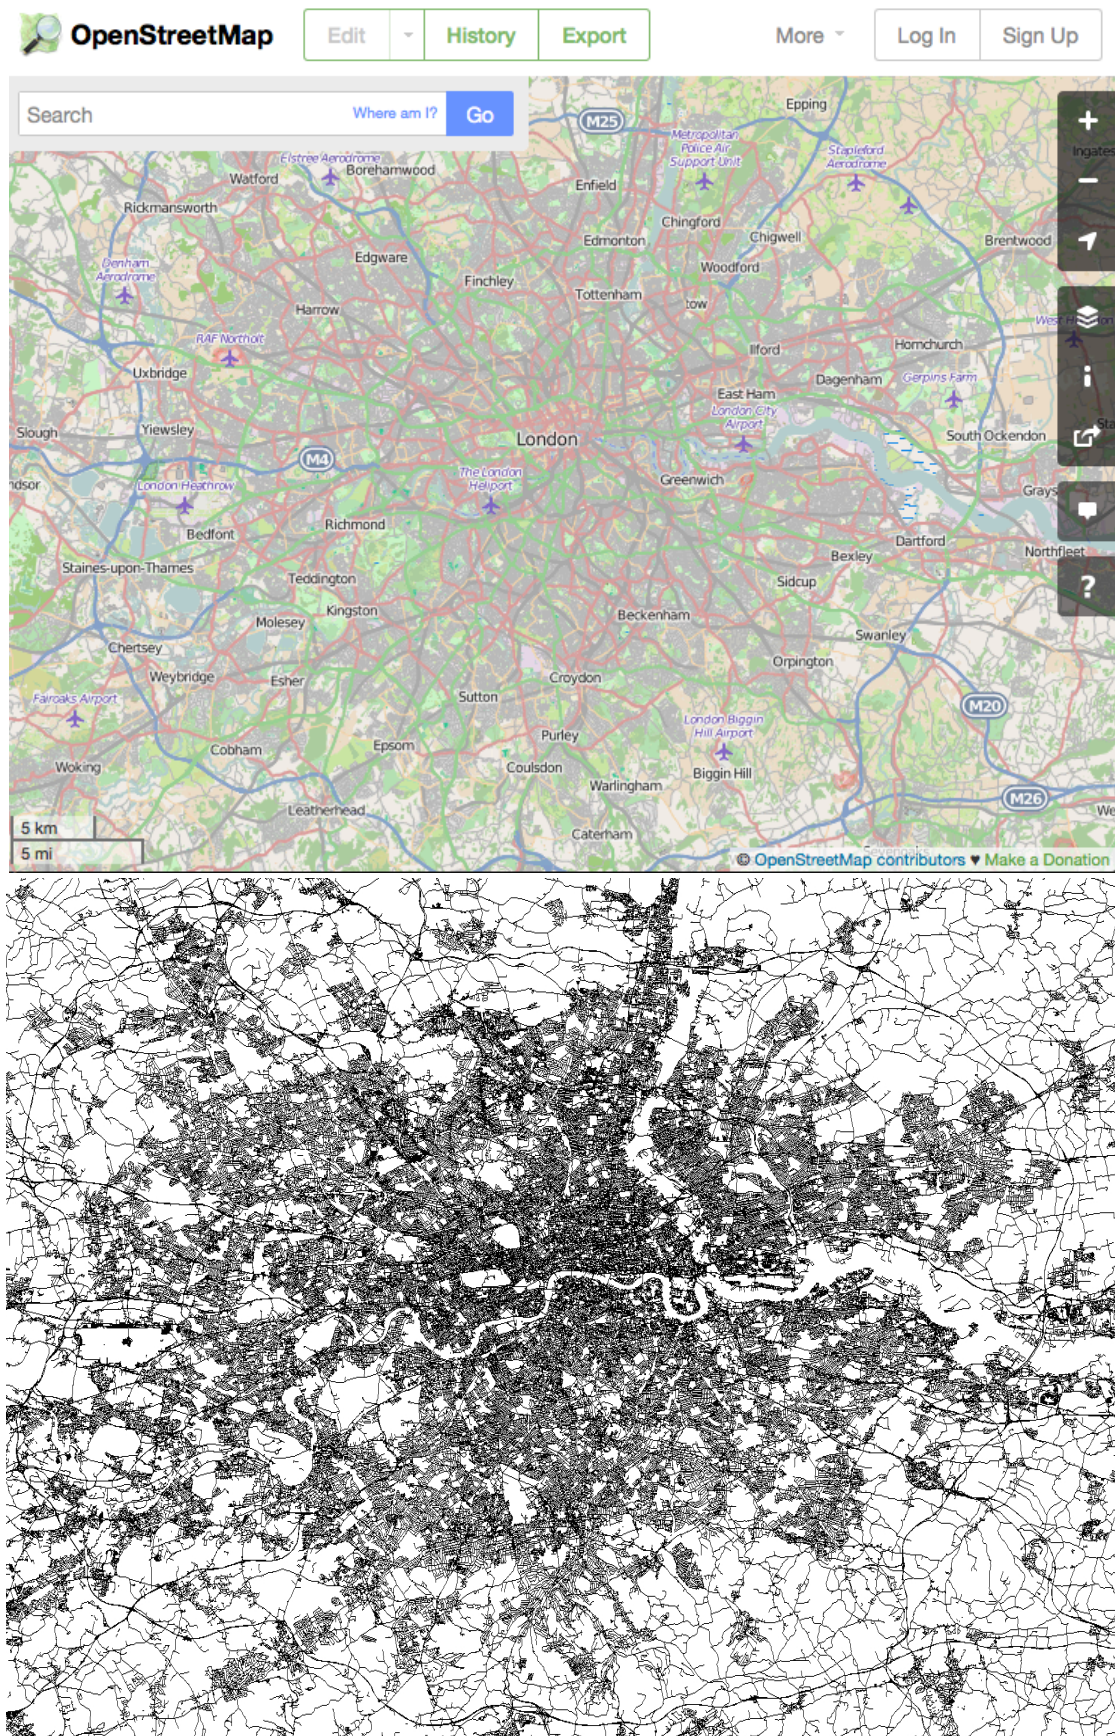 OpenStreetMap
Edit
History
Export
More
Log In
Sign Up
Search
Where am I?
Go
Epping
M25
Metropolitan
Police Air
Support Unit
Stapleford
Aerodrome
Elstree Aerodrome
Borehamwood
Watford
Enfield
Rickmansworth
Chingford
Chigwell
Edmonton
Brentwood
Edgware
Denham
Aerodrome
Woodford
Finchley
Tottenham
Harrow
RAF Northolt
Ilford
Hornchurch
Uxbridge
Dagenham
Gerpins Farm
East Ham
London City
Airport
Slough
Yiewsley
London
South Ockendon
M4
The London
Heliport
Greenwich
London Heathrow
Grays
Richmond
Bedfont
Dartford
Northfleet
Bexley
Staines-upon-Thames
Teddington
Sidcup
Kingston
Beckenham
Molesey
Swanley
Chertsey
Orpington
Weybridge
Esher
Croydon
Sutton
Fairoaks Airport
M20
London Biggin
Hill Airport
Purley
Cobham
Epsom
Woking
Coulsdon
Biggin Hill
Warlingham
M26
Leatherhead
5 km
Caterham
5 mi
Sevenoaks
© OpenStreetMap contributors ♥ Make a Donation